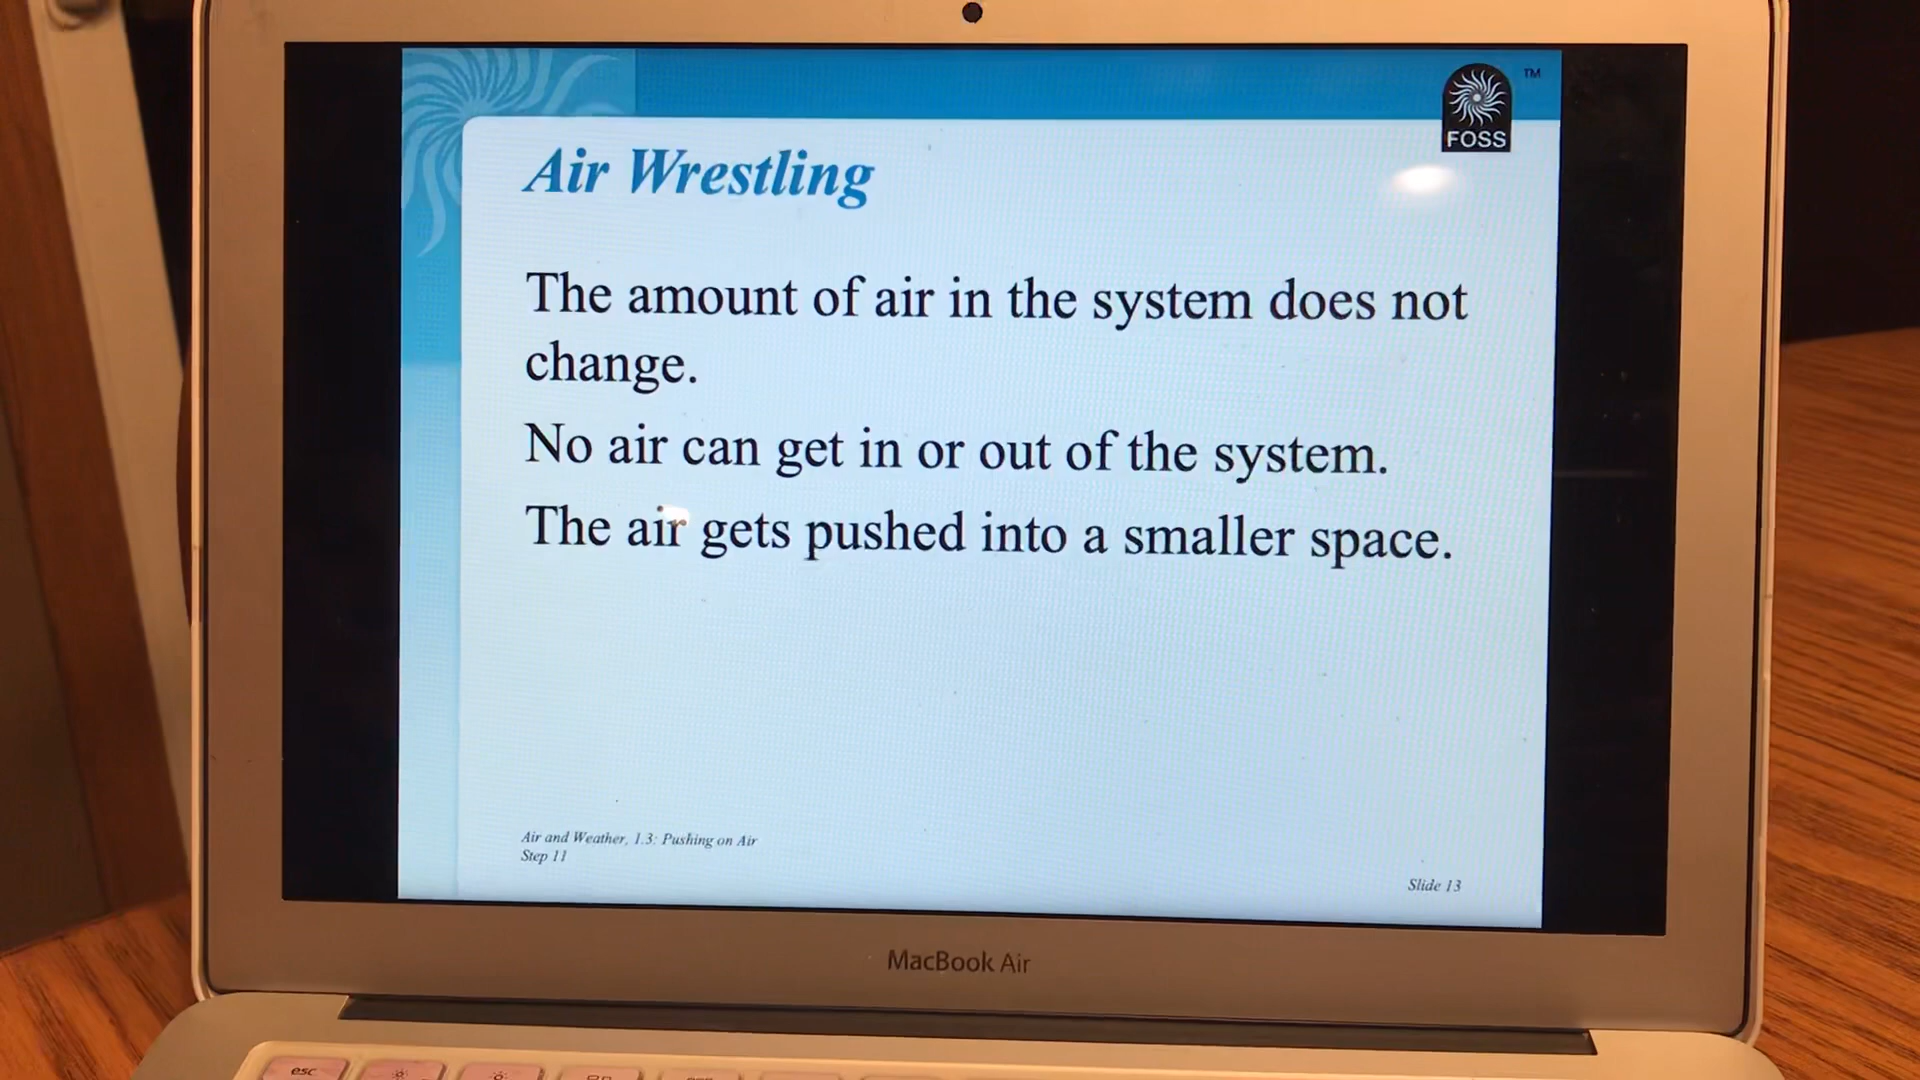 TM
FOSS
Air Wrestling
The amount of air in the system does not
change.
No air can get in or out of the system.
The air gets pushed into a smaller space.
Air and Weather, 1.3: Pushing on Air
Step 11
Slide 13
MacBook Air
esc